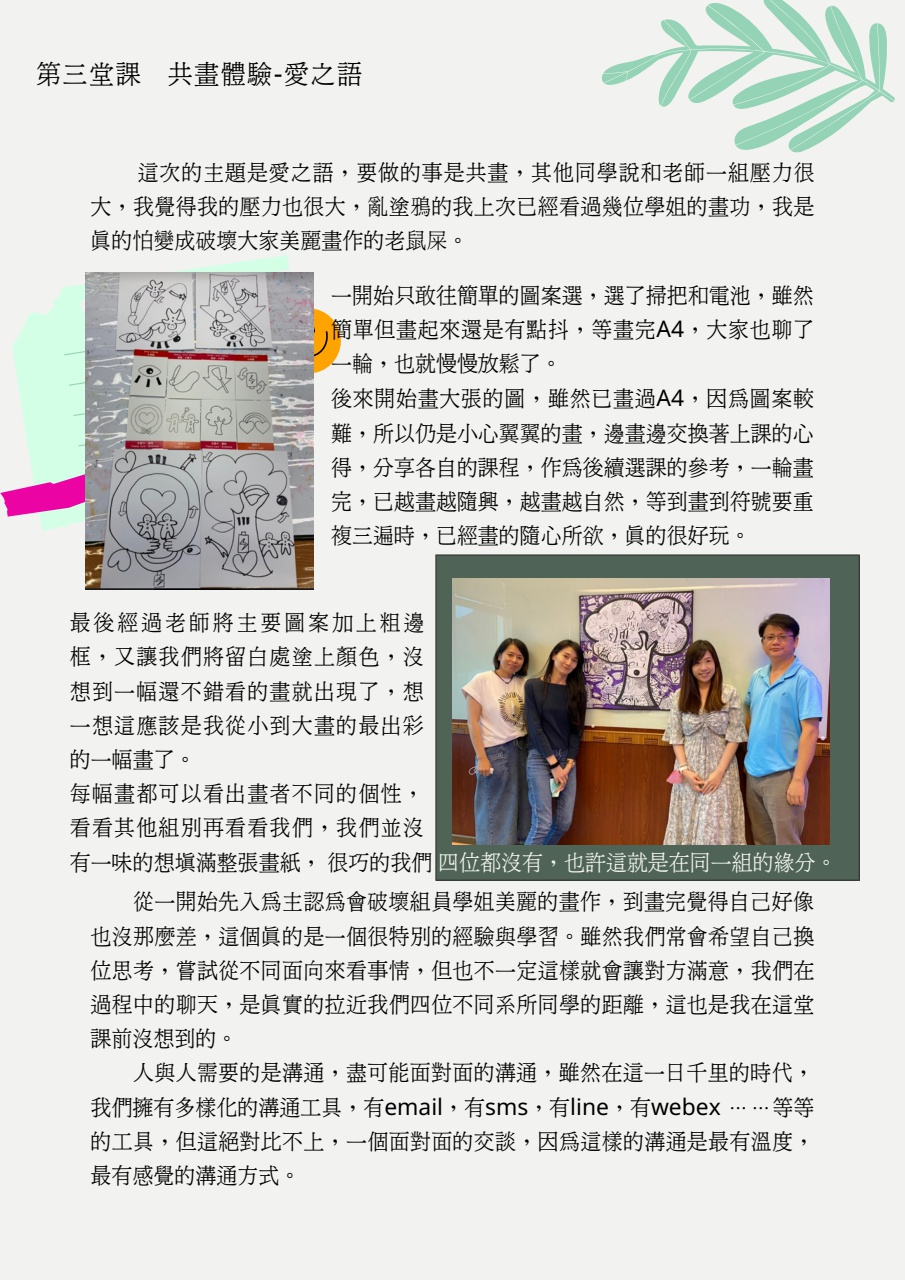 第三堂課　共畫體驗-愛之語
這次的主題是愛之語，要做的事是共畫，其他同學說和老師一組壓力很
大，我覺得我的壓力也很大，亂塗鴉的我上次已經看過幾位學姐的畫功，我是
真的怕變成破壞大家美麗畫作的老鼠屎。
一開始只敢往簡單的圖案選，選了掃把和電池，雖然
簡單但畫起來還是有點抖，等畫完A4，大家也聊了
一輪，也就慢慢放鬆了。
後來開始畫大張的圖，雖然已畫過A4，因為圖案較
難，所以仍是小心翼翼的畫，邊畫邊交換著上課的心
得，分享各自的課程，作為後續選課的參考，一輪畫
完，已越畫越隨興，越畫越自然，等到畫到符號要重
複三遍時，已經畫的隨心所欲，真的很好玩。
最後經過老師將主要圖案加上粗邊
框，又讓我們將留白處塗上顏色，沒
想到一幅還不錯看的畫就出現了，想
一想這應該是我從小到大畫的最出彩
的一幅畫了。
每幅畫都可以看出畫者不同的個性，
看看其他組別再看看我們，我們並沒
有一味的想填滿整張畫紙， 很巧的我們 四位都沒有，也許這就是在同一組的緣分。
從一開始先入為主認為會破壞組員學姐美麗的畫作，到畫完覺得自己好像
也沒那麼差，這個真的是一個很特別的經驗與學習。雖然我們常會希望自己換
位思考，嘗試從不同面向來看事情，但也不一定這樣就會讓對方滿意，我們在
過程中的聊天，是真實的拉近我們四位不同系所同學的距離，這也是我在這堂
課前沒想到的。
人與人需要的是溝通，盡可能面對面的溝通，雖然在這一日千里的時代，
我們擁有多樣化的溝通工具，有email，有sms，有line，有webex ⋯ ⋯等等
的工具，但這絕對比不上，一個面對面的交談，因為這樣的溝通是最有溫度，
最有感覺的溝通方式。